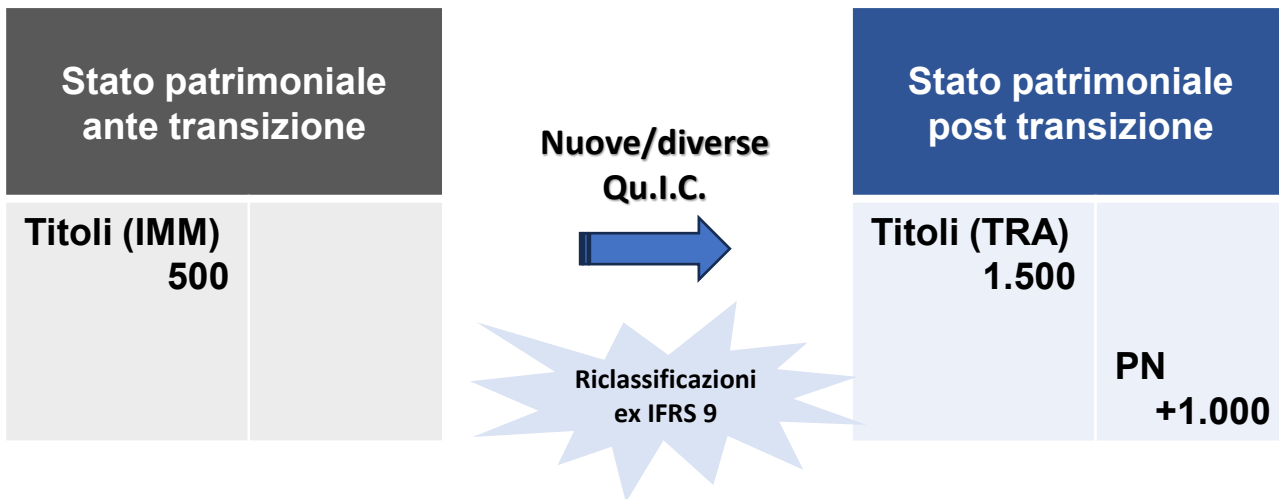 Stato patrimoniale
ante transizione
Titoli (IMM)
500
Nuove/diverse
Qu.I.C.
Riclassificazioni
ex IFRS 9
Stato patrimoniale
post transizione
Titoli (TRA)
1.500
PN
+1.000